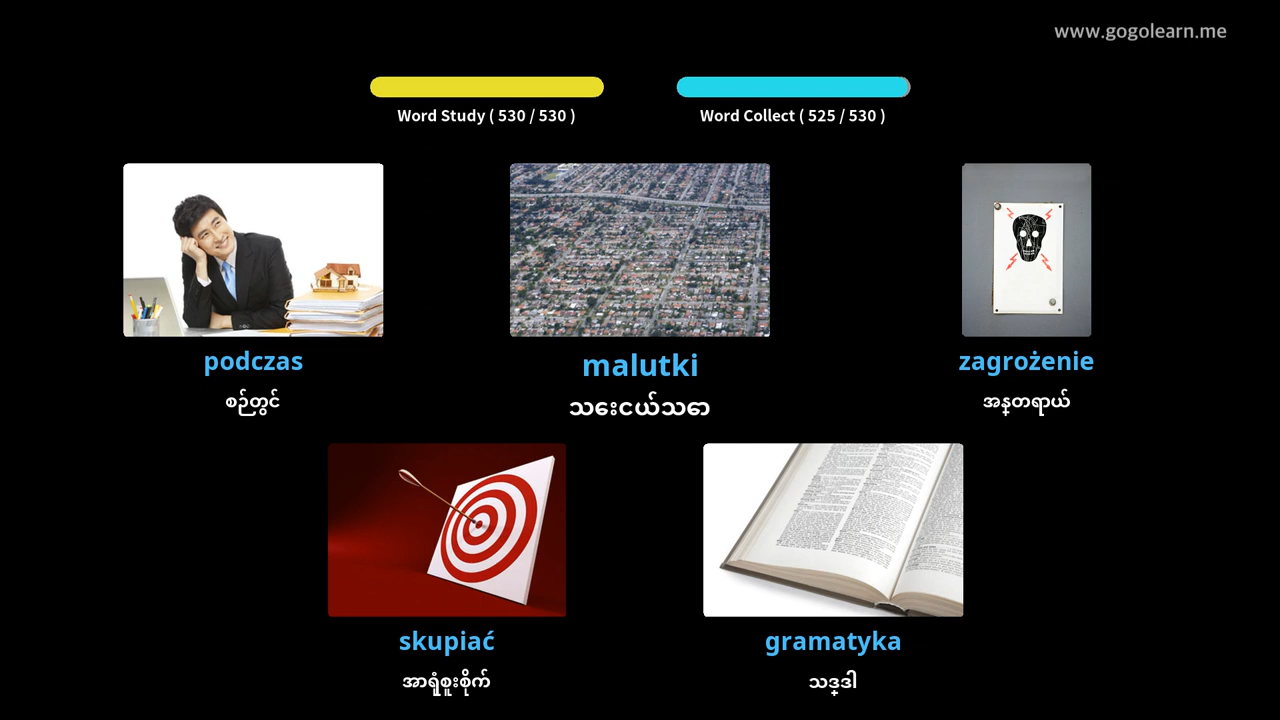 www.gogolearn.me
Word Study ( 530 / 530 )
Word Collect ( 525 / 530 )
podczas
စဉ်တွင်
malutki
သေးငယ်သော
zagrożenie
အန္တရာယ်
skupiać
အာရုံစူးစိုက်
gramatyka
သဒ္ဒါ